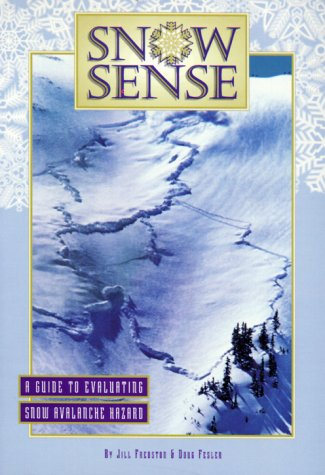 SNOW
SENSE
A GUIDE TO EVALUATING
SNOW AVALANCHE HAZARD
BY JILL FREDSTON & DOUG FESLER